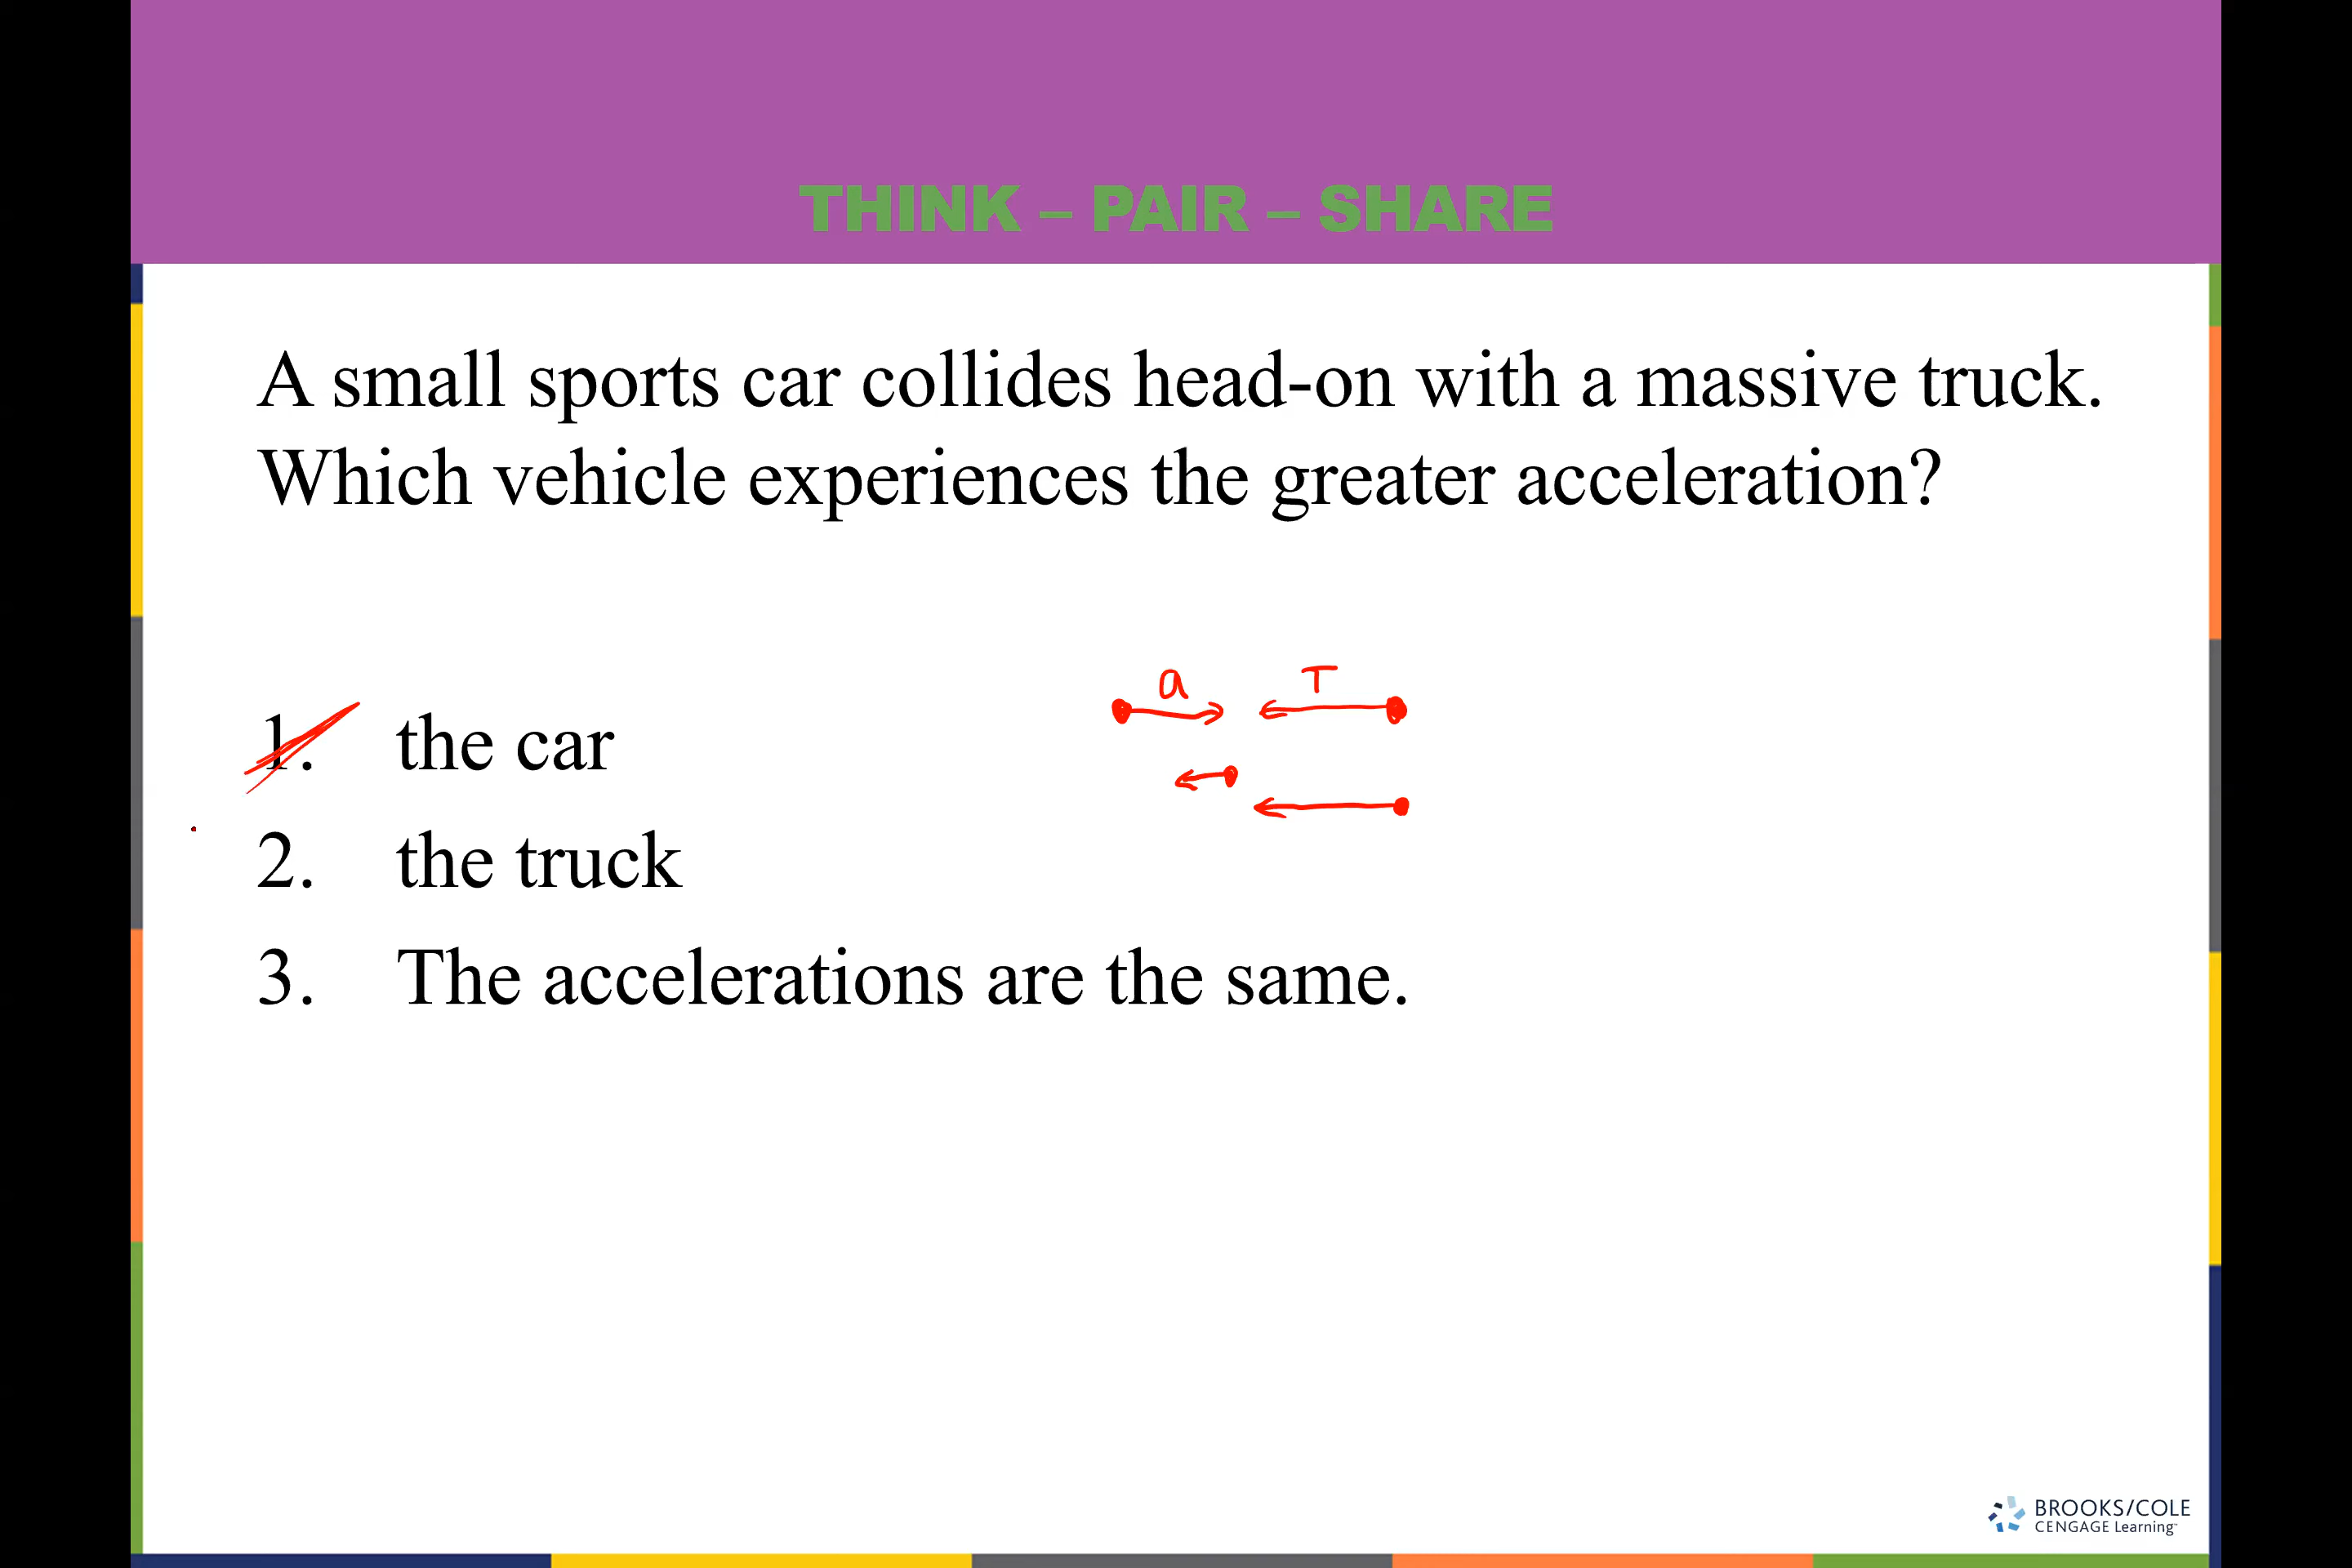 THINK – PAIR – SHARE
A small sports car collides head-on with a massive truck.
Which vehicle experiences the greater acceleration?
1. the car
2. the truck
3. The accelerations are the same.
a T
BROOKS/COLE
CENGAGE Learning™